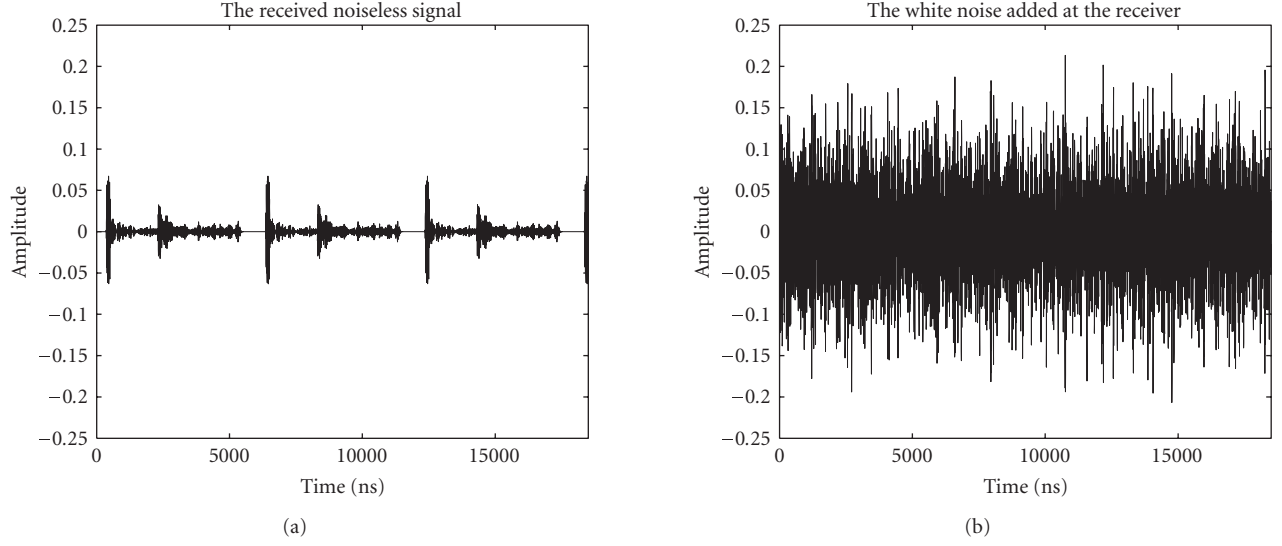 The received noiseless signal
0.25
0.2
0.15
0.1
0.05
0
−0.05
−0.1
−0.15
−0.2
−0.25
Amplitude
0 5000 10000 15000
Time (ns)
(a)
The white noise added at the receiver
0.25
0.2
0.15
0.1
0.05
0
−0.05
−0.1
−0.15
−0.2
−0.25
Amplitude
0 5000 10000 15000
Time (ns)
(b)